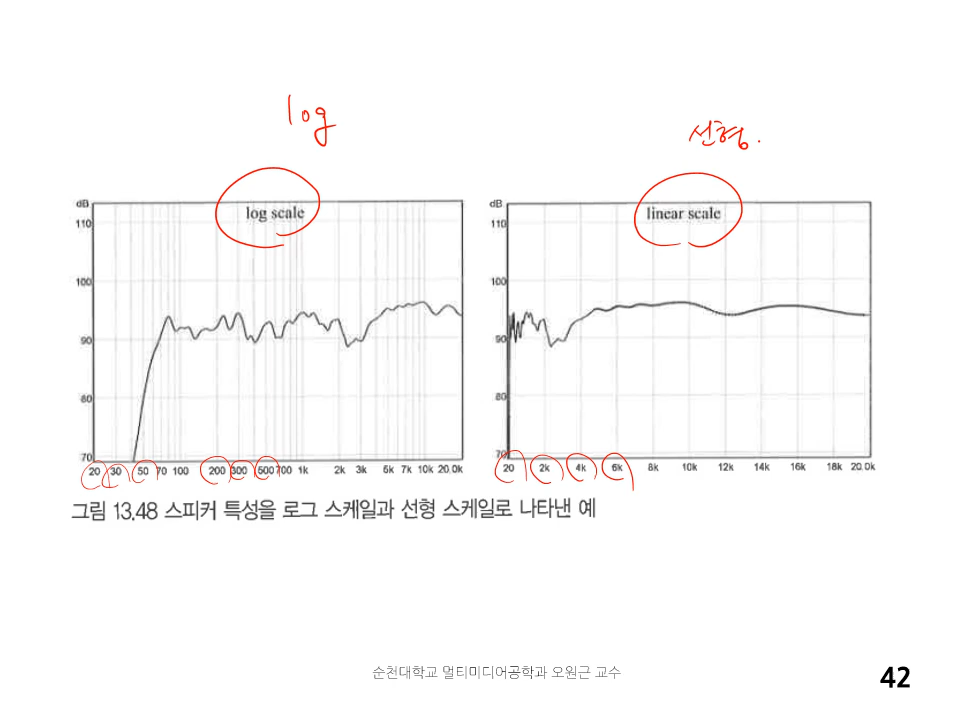 log
선형.
dB
log scale
110
100
90
80
70
20 30 50 70 100 200 300 500 700 1k 2k 3k 5k 7k 10k 20.0k
dB
linear scale
110
100
90
80
70
20 2k 4k 6k 8k 10k 12k 14k 16k 18k 20.0k
그림 13.48 스피커 특성을 로그 스케일과 선형 스케일로 나타낸 예
순천대학교 멀티미디어공학과 오원근 교수
42